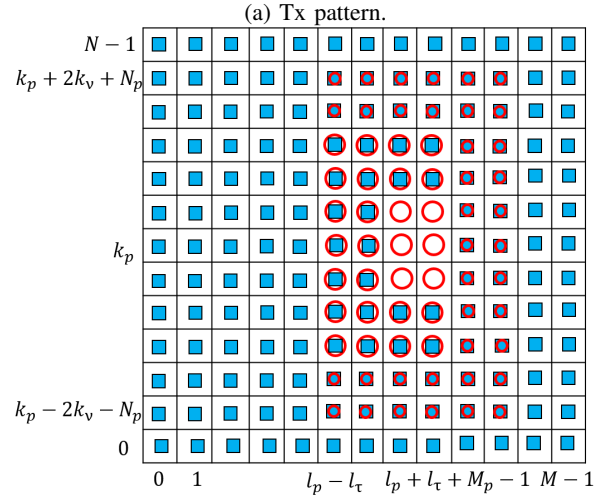 (a) Tx pattern.
N − 1
k_p + 2k_ν + N_p
k_p
k_p − 2k_ν − N_p
0
0 1 l_p − l_τ l_p + l_τ + M_p − 1 M − 1